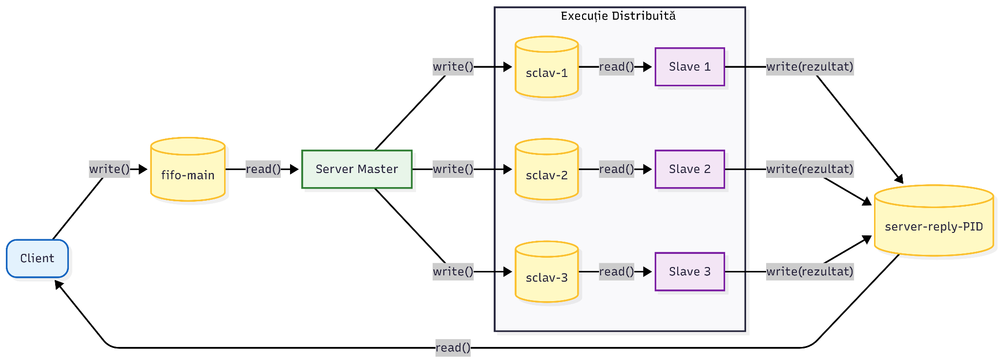 Execuție Distribuită
write()
sclav-1
read()
Slave 1
write(rezultat)
write()
fifo-main
read()
Server Master
write()
sclav-2
read()
Slave 2
write(rezultat)
server-reply-PID
Client
write()
sclav-3
read()
Slave 3
write(rezultat)
read()